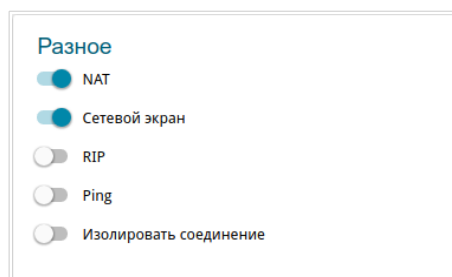 Разное
NAT
Сетевой экран
RIP
Ping
Изолировать соединение